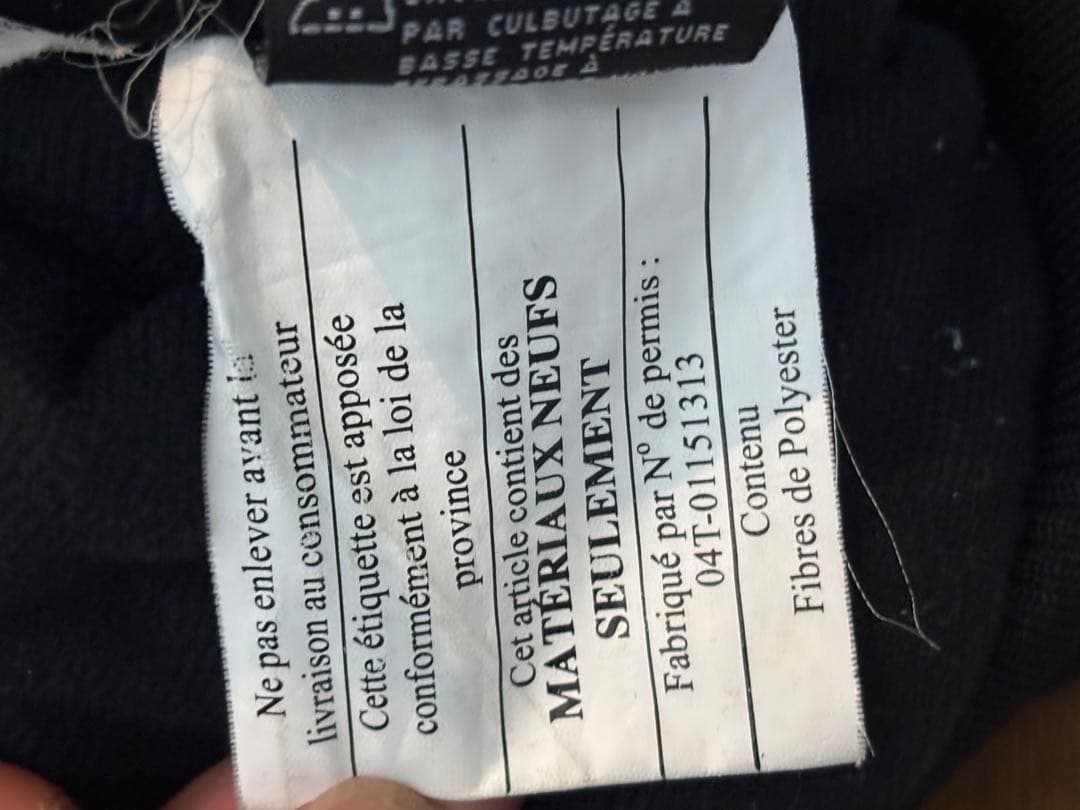 PAR CULBUTAGE À
BASSE TEMPÉRATURE
Ne pas enlever avant la
livraison au consommateur
Cette étiquette est apposée
conformément à la loi de la
province
Cet article contient des
MATÉRIAUX NEUFS
SEULEMENT
Fabriqué par N° de permis :
04T-01151313
Contenu
Fibres de Polyester